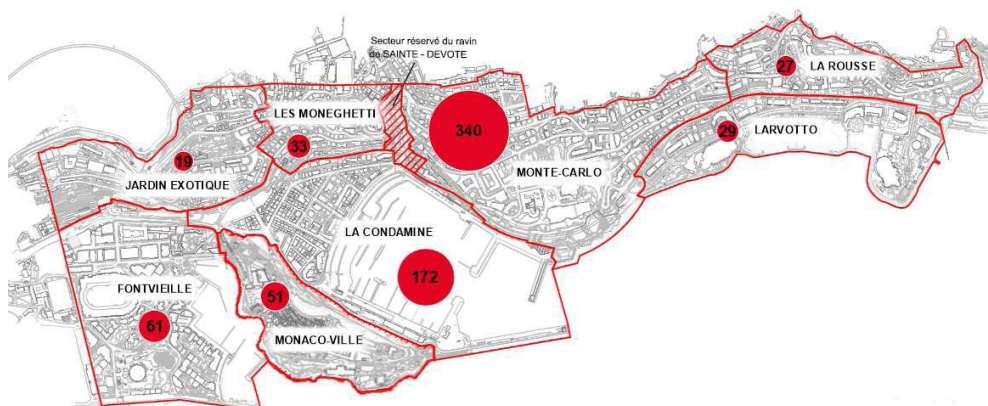 Secteur réservé du ravin
de SAINTE - DEVOTE
27
LA ROUSSE
LES MONEGHETTI
340
33
29
LARVOTTO
19
MONTE-CARLO
JARDIN EXOTIQUE
LA CONDAMINE
172
FONTVIEILLE
51
61
MONACO-VILLE